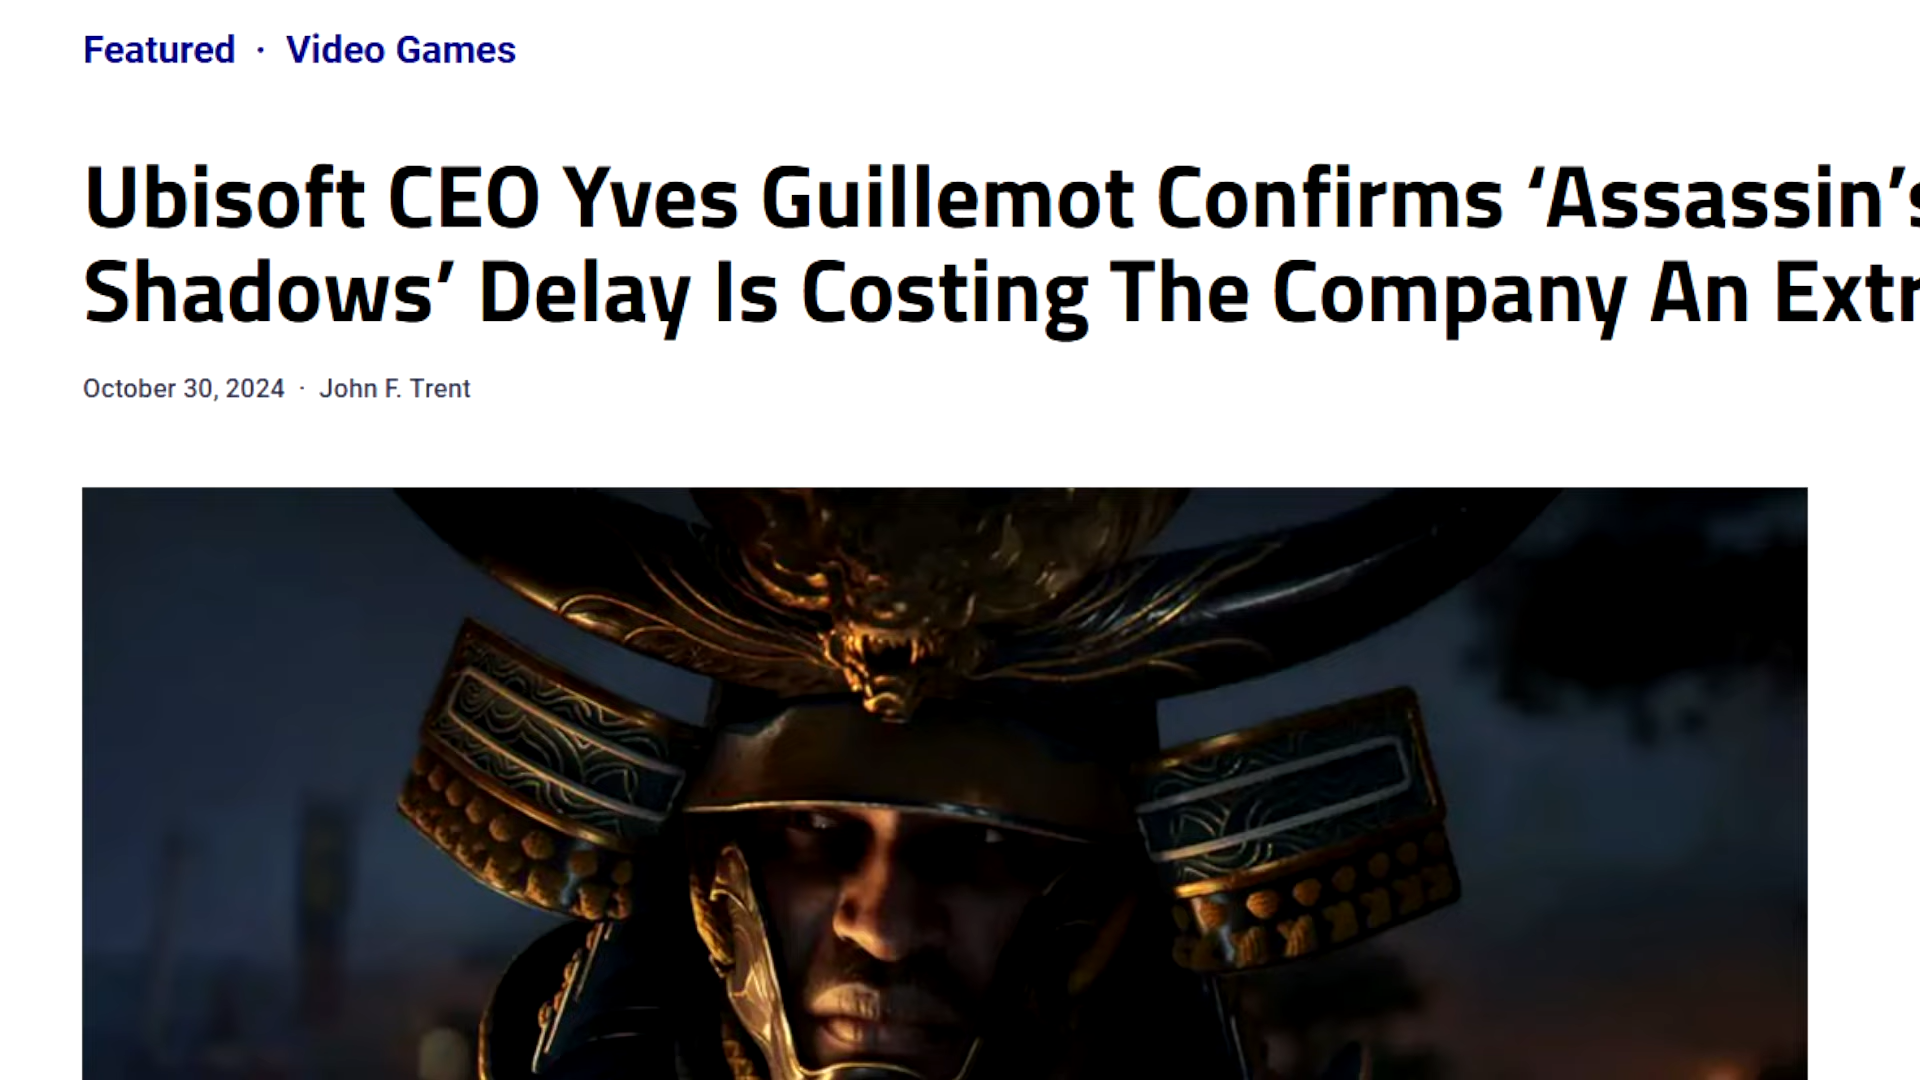 Featured · Video Games
Ubisoft CEO Yves Guillemot Confirms ‘Assassin’s
Shadows’ Delay Is Costing The Company An Extr
October 30, 2024 · John F. Trent